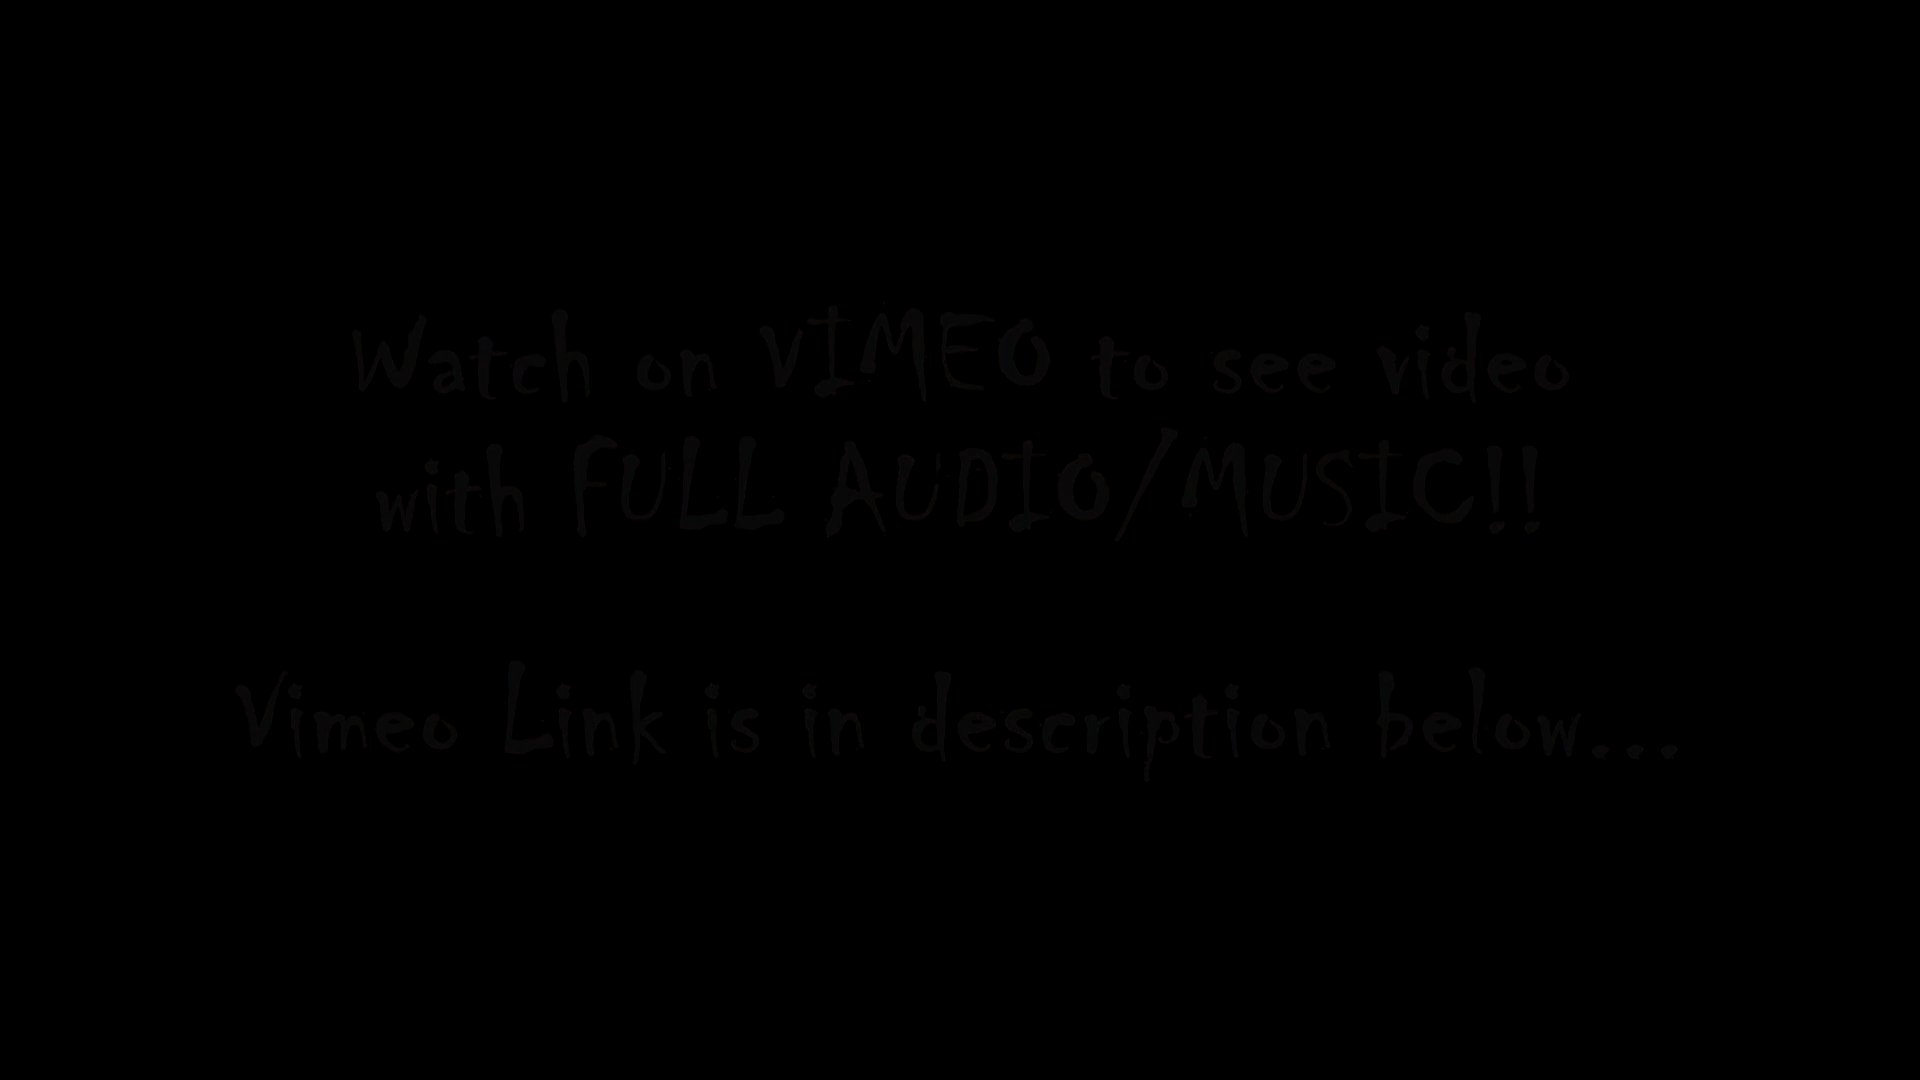 Watch on VIMEO to see video
with FULL AUDIO/MUSIC!!
Vimeo Link is in description below...